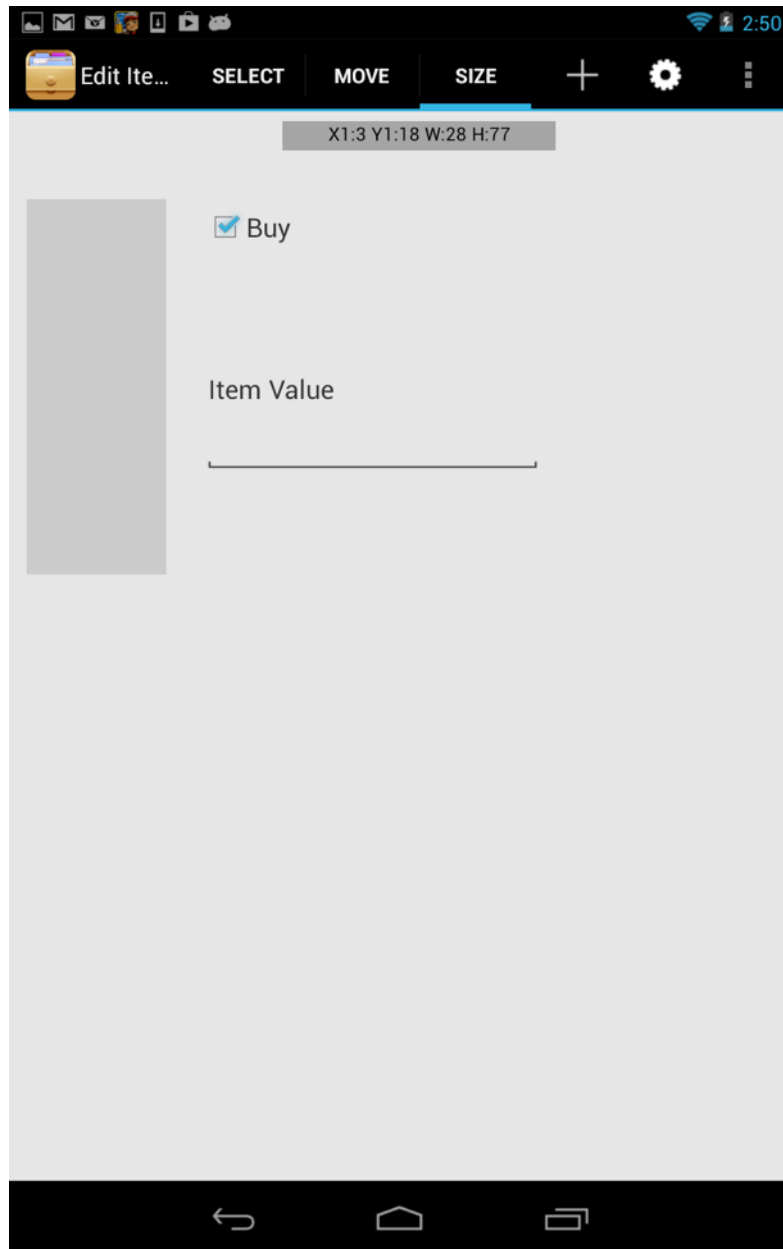 2:50
Edit Ite... SELECT MOVE SIZE
X1:3 Y1:18 W:28 H:77
Buy
Item Value